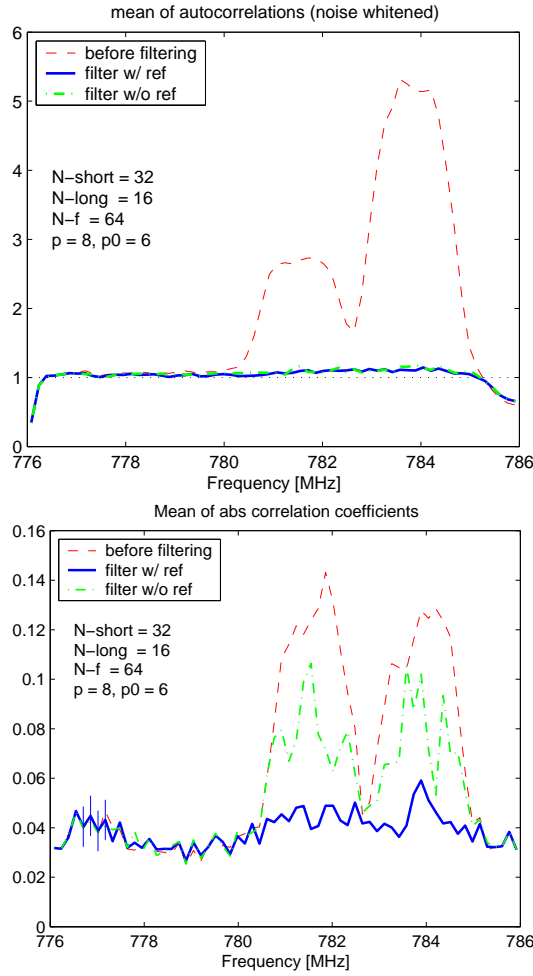 mean of autocorrelations (noise whitened)
6
before filtering
filter w/ ref
filter w/o ref
5
N-short = 32
N-long = 16
N-f = 64
p = 8, p0 = 6
4
3
2
1
0
776 778 780 782 784 786
Frequency [MHz]
Mean of abs correlation coefficients
0.16
before filtering
filter w/ ref
filter w/o ref
0.14
0.12
N-short = 32
N-long = 16
N-f = 64
p = 8, p0 = 6
0.1
0.08
0.06
0.04
0.02
0
776 778 780 782 784 786
Frequency [MHz]